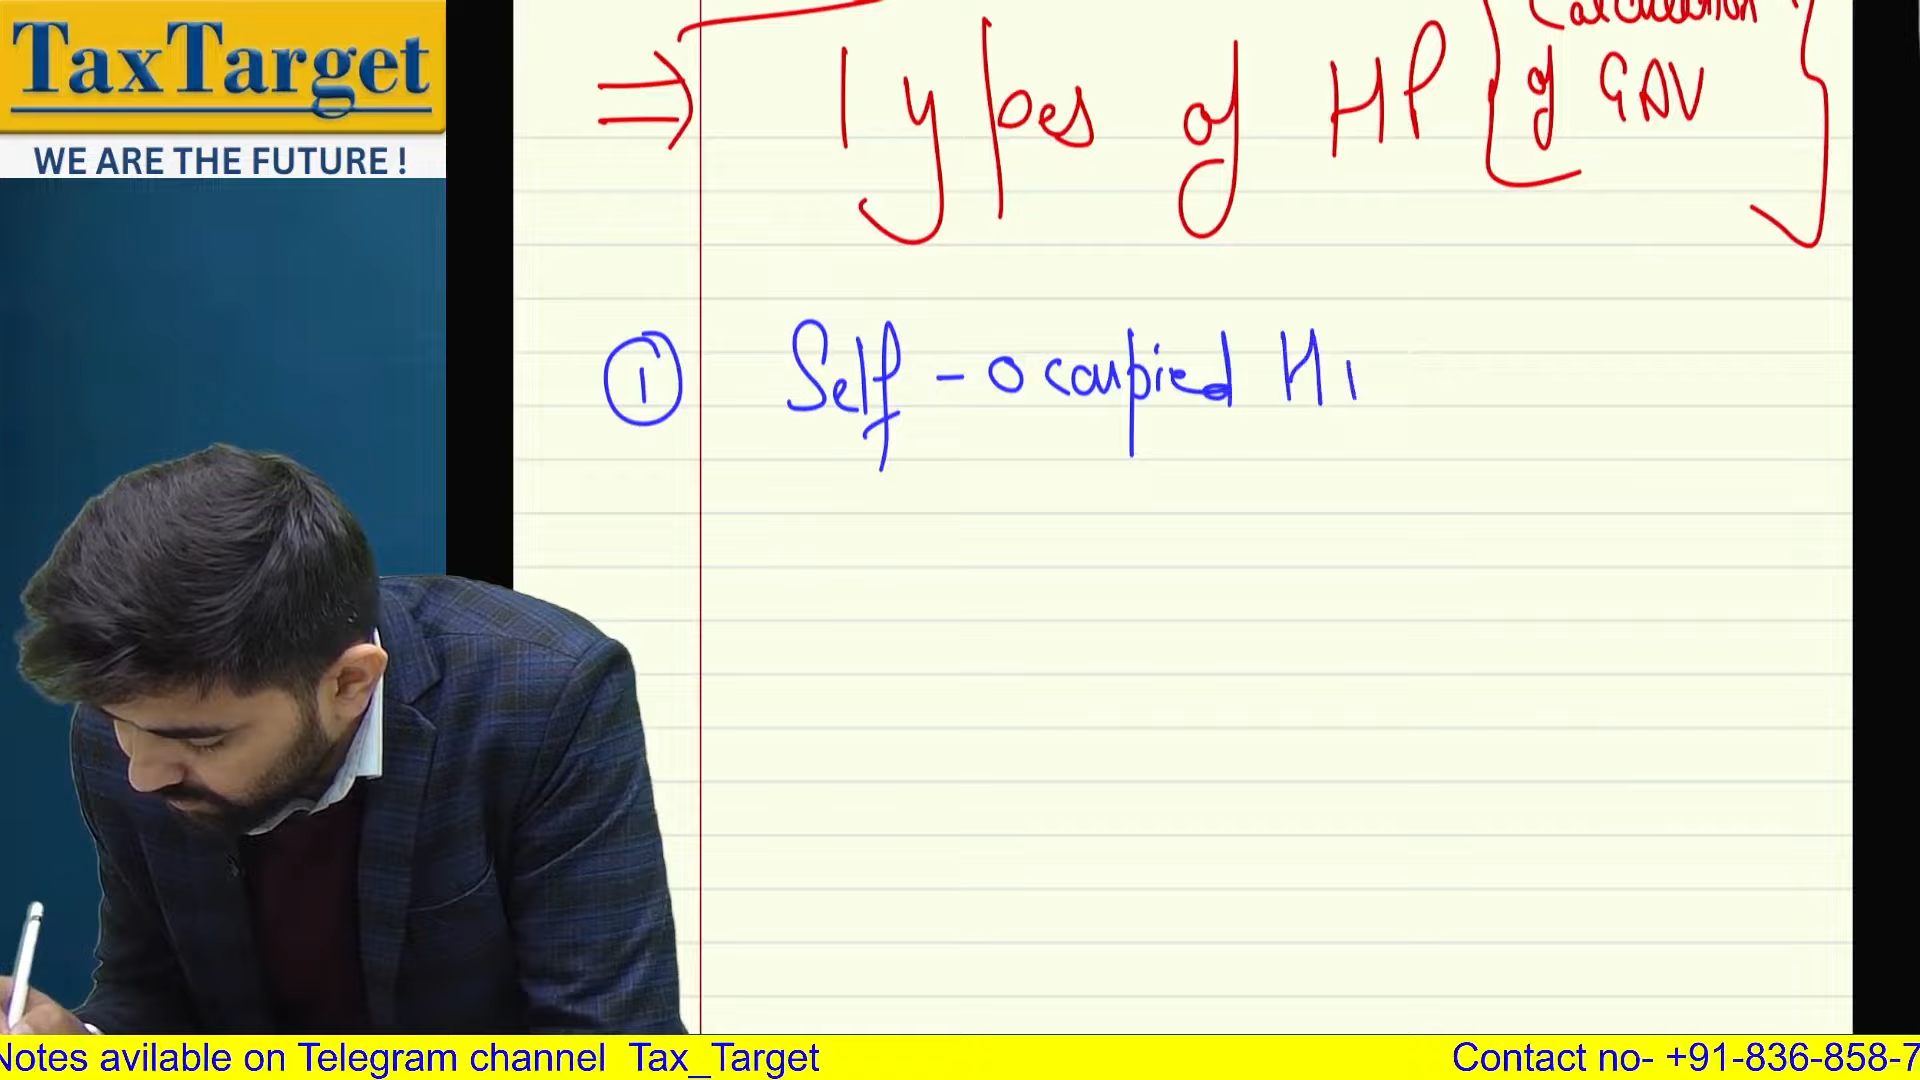 TaxTarget
WE ARE THE FUTURE !
⇒ Types of HP { Calculation
of GAV }
① Self - Occupied H
Notes avilable on Telegram channel Tax_Target
Contact no- +91-836-858-7